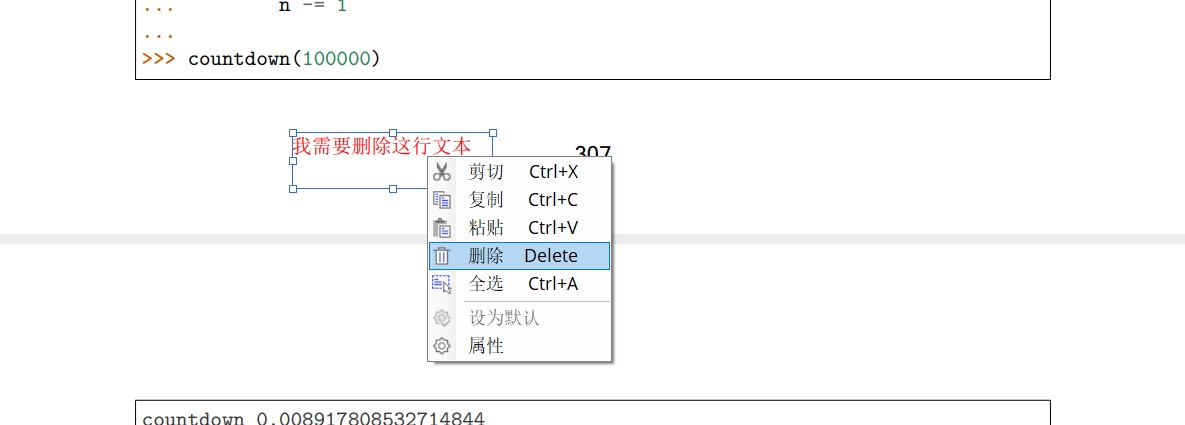 ... n -= 1
...
>>> countdown(100000)
我需要删除这行文本
307
剪切 Ctrl+X
复制 Ctrl+C
粘贴 Ctrl+V
删除 Delete
全选 Ctrl+A
设为默认
属性
countdown 0.008917808532714844